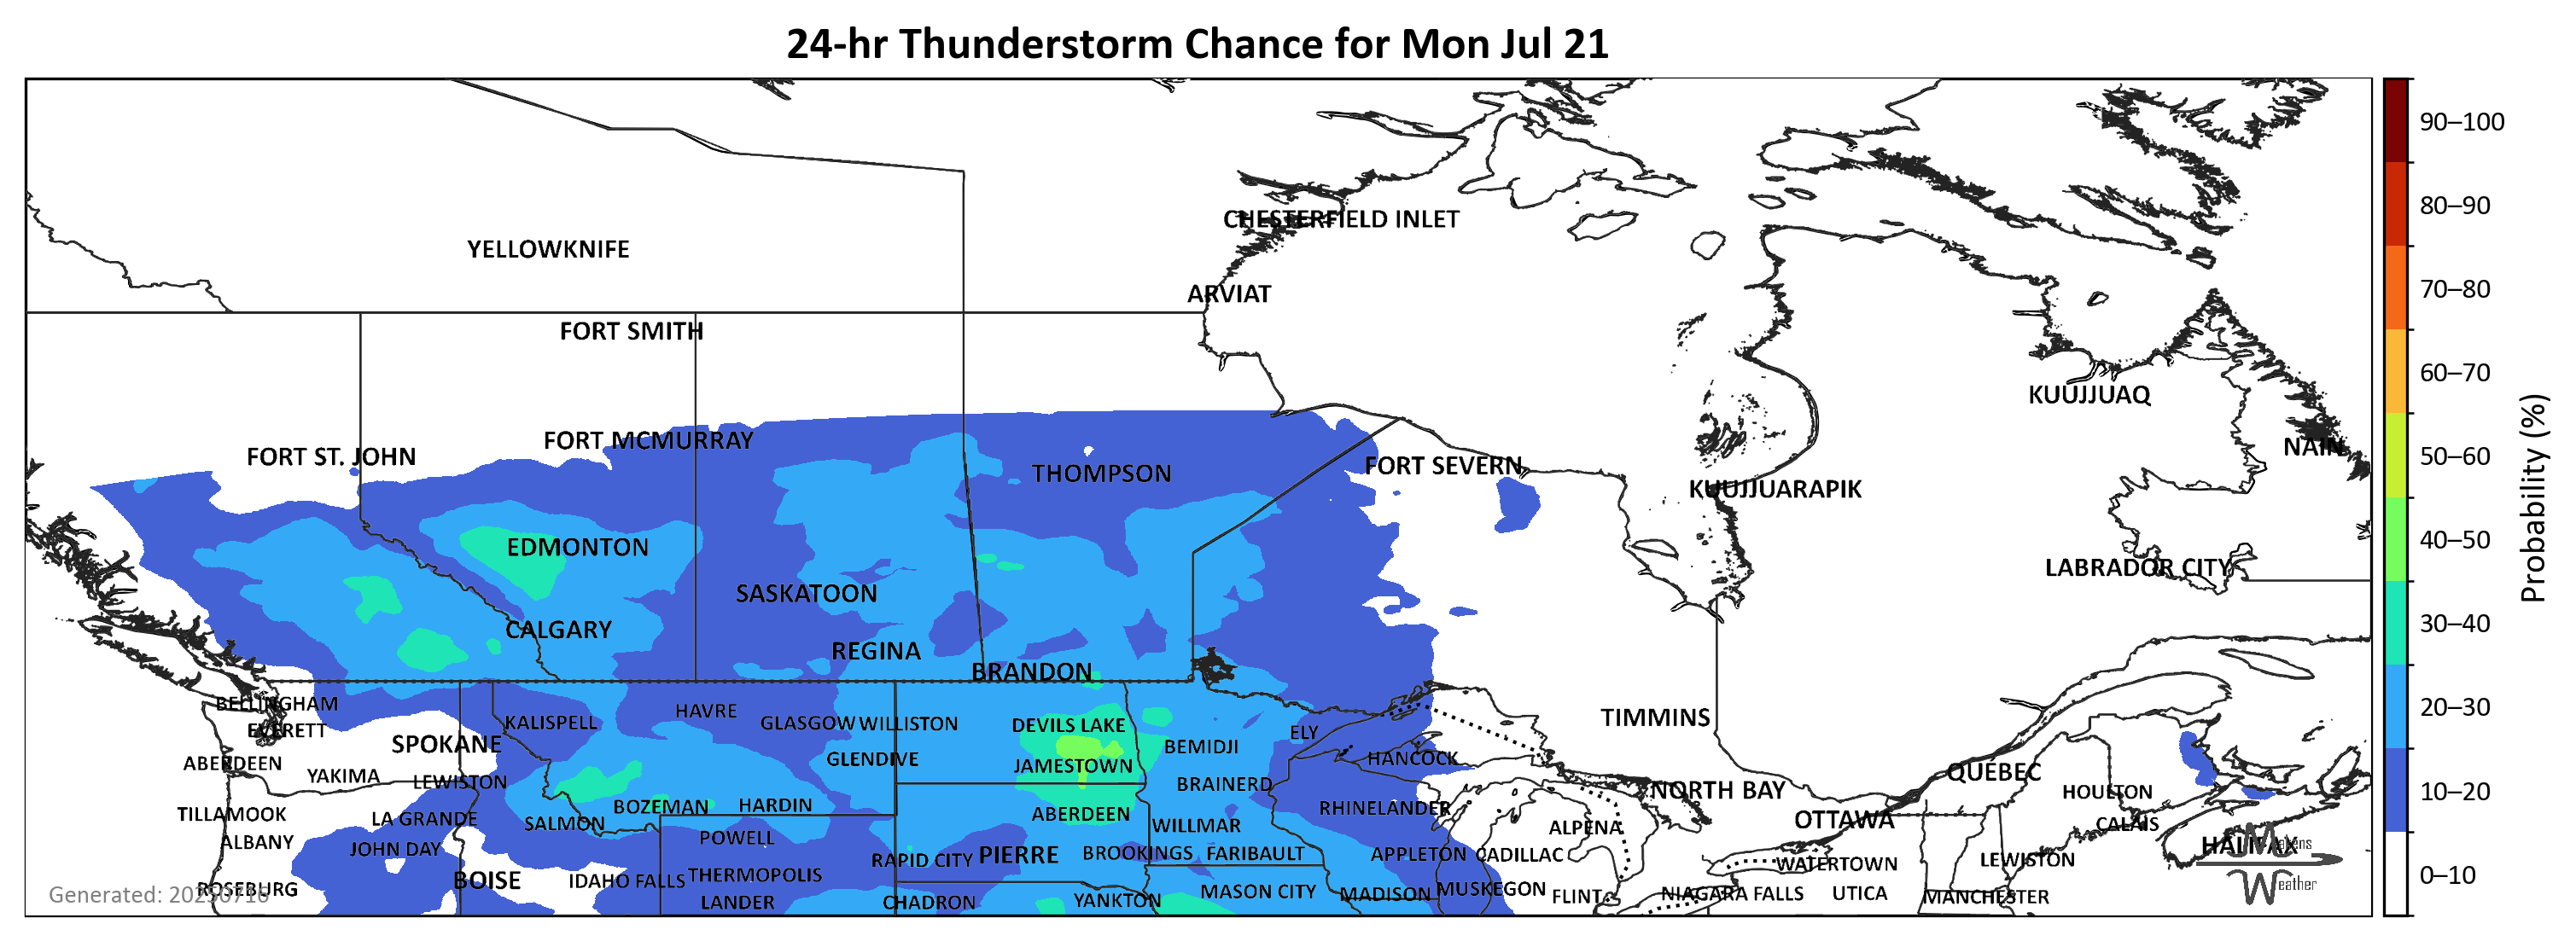 24-hr Thunderstorm Chance for Mon Jul 21
90–100
80–90
CHESTERFIELD INLET
YELLOWKNIFE
70–80
ARVIAT
FORT SMITH
60–70
KUUJJUAQ
FORT MCMURRAY
NAIN
50–60
FORT ST. JOHN
FORT SEVERN
THOMPSON
KUUJJUARAPIK
Probability (%)
EDMONTON
40–50
LABRADOR CITY
SASKATOON
30–40
CALGARY
REGINA
BRANDON
BELLINGHAM
20–30
HAVRE
TIMMINS
KALISPELL
GLASGOW
WILLISTON
DEVILS LAKE
EVERETT
ELY
SPOKANE
BEMIDJI
GLENDIVE
HANCOCK
ABERDEEN
JAMESTOWN
QUÉBEC
YAKIMA
LEWISTON
BRAINERD
NORTH BAY
HOULTON
10–20
BOZEMAN
HARDIN
RHINELANDER
TILLAMOOK
LA GRANDE
ABERDEEN
OTTAWA
SALMON
WILLMAR
ALPENA
CALAIS
POWELL
ALBANY
HALIFAX
Makens
JOHN DAY
BROOKINGS
FARIBAULT
APPLETON
CADILLAC
PIERRE
RAPID CITY
LEWISTON
WATERTOWN
THERMOPOLIS
0–10
BOISE
IDAHO FALLS
Weather
ROSEBURG
MASON CITY
MUSKEGON
Generated: 20250716
MADISON
NIAGARA FALLS
UTICA
FLINT
MANCHESTER
YANKTON
LANDER
CHADRON